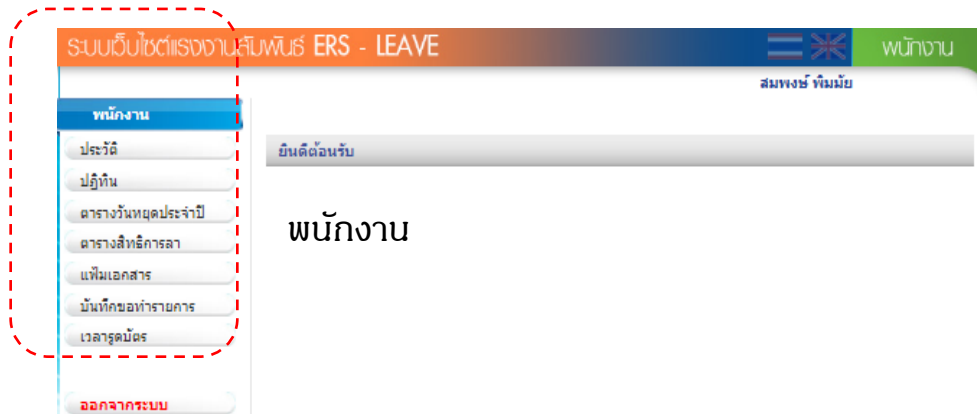 ระบบเว็บไซต์แรงงานสัมพันธ์ ERS - LEAVE
พนักงาน
สมพงษ์ พิมมัย
พนักงาน
ประวัติ
ยินดีต้อนรับ
ปฏิทิน
ตารางวันหยุดประจำปี
พนักงาน
ตารางสิทธิการลา
แฟ้มเอกสาร
บันทึกขอทำรายการ
เวลารูดบัตร
ออกจากระบบ